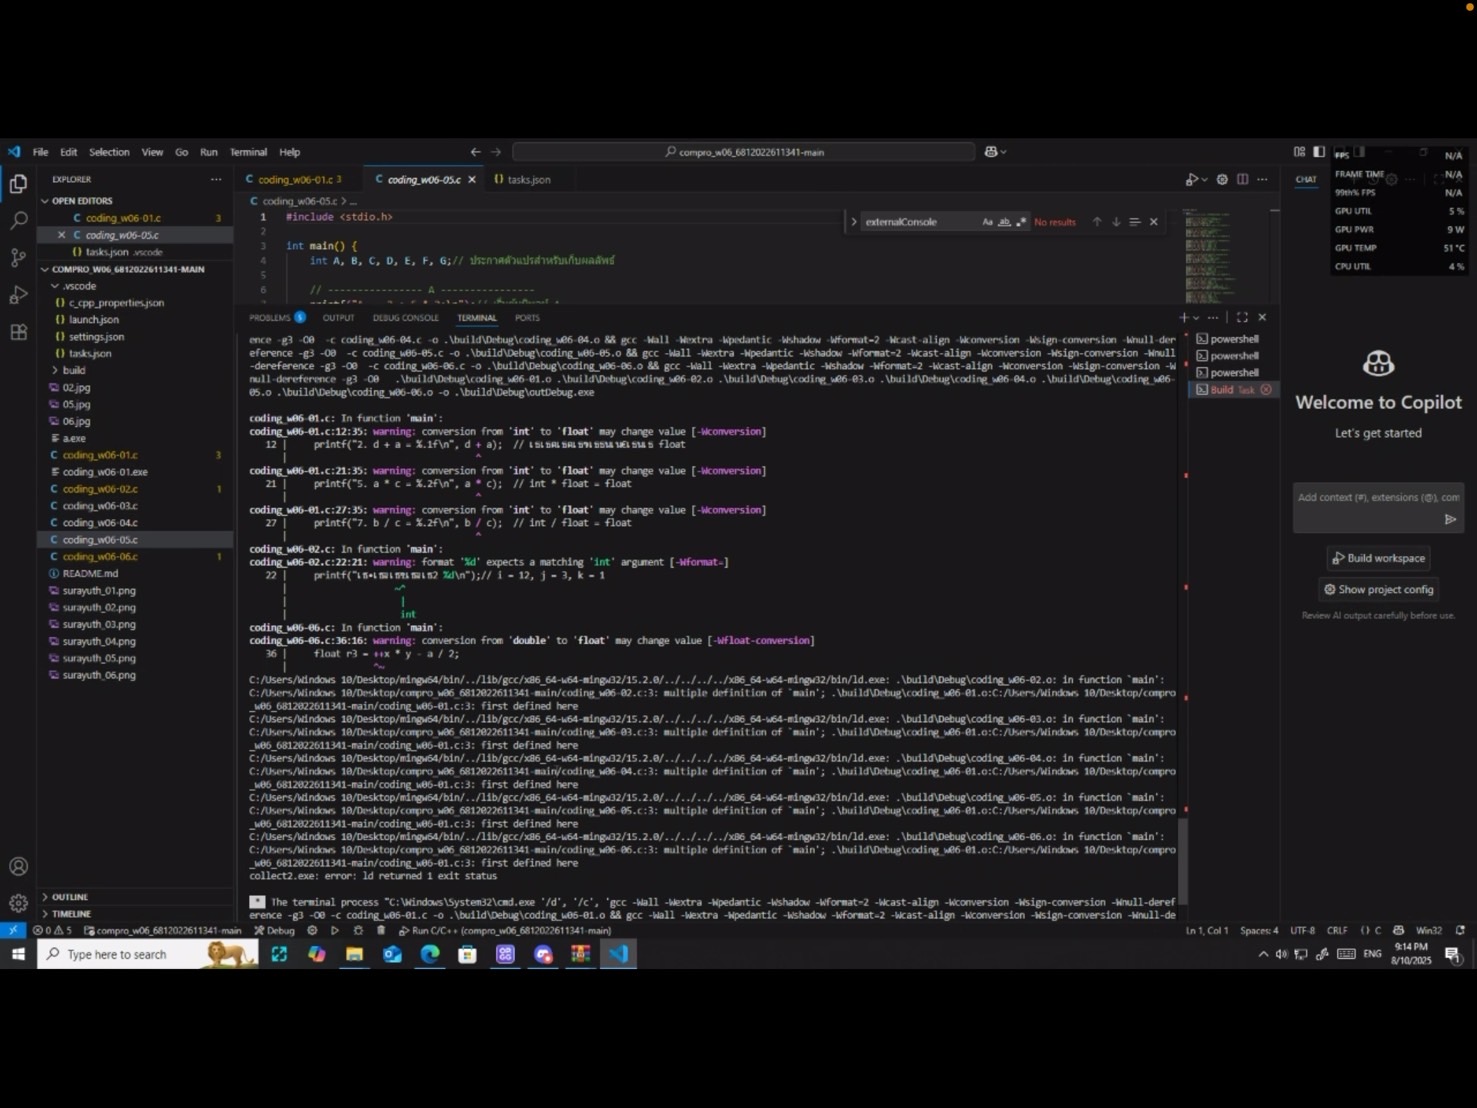 File Edit Selection View Go Run Terminal Help
compro_w06_6812022611341-main
EXPLORER
OPEN EDITORS
coding_w06-01.c 3
coding_w06-05.c
tasks.json .vscode
COMPRO_W06_6812022611341-MAIN
.vscode
c_cpp_properties.json
launch.json
settings.json
tasks.json
build
02.jpg
05.jpg
06.jpg
a.exe
coding_w06-01.c 3
coding_w06-01.exe
coding_w06-02.c 1
coding_w06-03.c
coding_w06-04.c
coding_w06-05.c
coding_w06-06.c 1
README.md
surayuth_01.png
surayuth_02.png
surayuth_03.png
surayuth_04.png
surayuth_05.png
surayuth_06.png
OUTLINE
TIMELINE
coding_w06-01.c 3 coding_w06-05.c tasks.json
coding_w06-05.c > ...
1 #include <stdio.h>
2
3 int main() {
4 int A, B, C, D, E, F, G;// ประกาศตัวแปรสำหรับเก็บผลลัพธ์
5
6 // --------------- A ---------------
externalConsole Aa ab No results
PROBLEMS 5 OUTPUT DEBUG CONSOLE TERMINAL PORTS
ence -g3 -O0 -c coding_w06-04.c -o .\build\Debug\coding_w06-04.o && gcc -Wall -Wextra -Wpedantic -Wshadow -Wformat=2 -Wcast-align -Wconversion -Wsign-conversion -Wnull-der
eference -g3 -O0 -c coding_w06-05.c -o .\build\Debug\coding_w06-05.o && gcc -Wall -Wextra -Wpedantic -Wshadow -Wformat=2 -Wcast-align -Wconversion -Wsign-conversion -Wnull
-dereference -g3 -O0 -c coding_w06-06.c -o .\build\Debug\coding_w06-06.o && gcc -Wall -Wextra -Wpedantic -Wshadow -Wformat=2 -Wcast-align -Wconversion -Wsign-conversion -W
null-dereference -g3 -O0 .\build\Debug\coding_w06-01.o .\build\Debug\coding_w06-02.o .\build\Debug\coding_w06-03.o .\build\Debug\coding_w06-04.o .\build\Debug\coding_w06-
05.o .\build\Debug\coding_w06-06.o -o .\build\Debug\outDebug.exe
coding_w06-01.c: In function 'main':
coding_w06-01.c:12:35: warning: conversion from 'int' to 'float' may change value [-Wconversion]
12 | printf("2. d + a = %.1f\n", d + a); // float
| ^
coding_w06-01.c:21:35: warning: conversion from 'int' to 'float' may change value [-Wconversion]
21 | printf("5. a * c = %.2f\n", a * c); // int * float = float
| ^
coding_w06-01.c:27:35: warning: conversion from 'int' to 'float' may change value [-Wconversion]
27 | printf("7. b / c = %.2f\n", b / c); // int / float = float
| ^
coding_w06-02.c: In function 'main':
coding_w06-02.c:22:21: warning: format '%d' expects a matching 'int' argument [-Wformat=]
22 | printf(" %d\n");// i = 12, j = 3, k = 1
| ~^
| |
| int
coding_w06-06.c: In function 'main':
coding_w06-06.c:36:16: warning: conversion from 'double' to 'float' may change value [-Wfloat-conversion]
36 | float r3 = ++x * y - a / 2;
| ^~
C:/Users/Windows 10/Desktop/mingw64/bin/../lib/gcc/x86_64-w64-mingw32/15.2.0/../../../../x86_64-w64-mingw32/bin/ld.exe: .\build\Debug\coding_w06-02.o: in function `main':
C:/Users/Windows 10/Desktop/compro_w06_6812022611341-main/coding_w06-02.c:3: multiple definition of `main'; .\build\Debug\coding_w06-01.o:C:/Users/Windows 10/Desktop/compro
_w06_6812022611341-main/coding_w06-01.c:3: first defined here
C:/Users/Windows 10/Desktop/mingw64/bin/../lib/gcc/x86_64-w64-mingw32/15.2.0/../../../../x86_64-w64-mingw32/bin/ld.exe: .\build\Debug\coding_w06-03.o: in function `main':
C:/Users/Windows 10/Desktop/compro_w06_6812022611341-main/coding_w06-03.c:3: multiple definition of `main'; .\build\Debug\coding_w06-01.o:C:/Users/Windows 10/Desktop/compro
_w06_6812022611341-main/coding_w06-01.c:3: first defined here
C:/Users/Windows 10/Desktop/mingw64/bin/../lib/gcc/x86_64-w64-mingw32/15.2.0/../../../../x86_64-w64-mingw32/bin/ld.exe: .\build\Debug\coding_w06-04.o: in function `main':
C:/Users/Windows 10/Desktop/compro_w06_6812022611341-main/coding_w06-04.c:3: multiple definition of `main'; .\build\Debug\coding_w06-01.o:C:/Users/Windows 10/Desktop/compro
_w06_6812022611341-main/coding_w06-01.c:3: first defined here
C:/Users/Windows 10/Desktop/mingw64/bin/../lib/gcc/x86_64-w64-mingw32/15.2.0/../../../../x86_64-w64-mingw32/bin/ld.exe: .\build\Debug\coding_w06-05.o: in function `main':
C:/Users/Windows 10/Desktop/compro_w06_6812022611341-main/coding_w06-05.c:3: multiple definition of `main'; .\build\Debug\coding_w06-01.o:C:/Users/Windows 10/Desktop/compro
_w06_6812022611341-main/coding_w06-01.c:3: first defined here
C:/Users/Windows 10/Desktop/mingw64/bin/../lib/gcc/x86_64-w64-mingw32/15.2.0/../../../../x86_64-w64-mingw32/bin/ld.exe: .\build\Debug\coding_w06-06.o: in function `main':
C:/Users/Windows 10/Desktop/compro_w06_6812022611341-main/coding_w06-06.c:3: multiple definition of `main'; .\build\Debug\coding_w06-01.o:C:/Users/Windows 10/Desktop/compro
_w06_6812022611341-main/coding_w06-01.c:3: first defined here
collect2.exe: error: ld returned 1 exit status
* The terminal process "C:\Windows\System32\cmd.exe '/d', '/c', 'gcc -Wall -Wextra -Wpedantic -Wshadow -Wformat=2 -Wcast-align -Wconversion -Wsign-conversion -Wnull-deref
erence -g3 -O0 -c coding_w06-01.c -o .\build\Debug\coding_w06-01.o && gcc -Wall -Wextra -Wpedantic -Wshadow -Wformat=2 -Wcast-align -Wconversion -Wsign-conversion -Wnull-de
powershell
powershell
powershell
Build Task
CHAT
FPS N/A
FRAME TIME N/A
99th% FPS N/A
GPU UTIL 5 %
GPU PWR 9 W
GPU TEMP 51 °C
CPU UTIL 4 %
Welcome to Copilot
Let's get started
Add context (#), extensions (@), com
Build workspace
Show project config
Review AI output carefully before use.
0 5 compro_w06_6812022611341-main Debug Run C/C++ (compro_w06_6812022611341-main) Ln 1, Col 1 Spaces: 4 UTF-8 CRLF {} C Win32
Type here to search
ENG
9:14 PM
8/10/2025
1